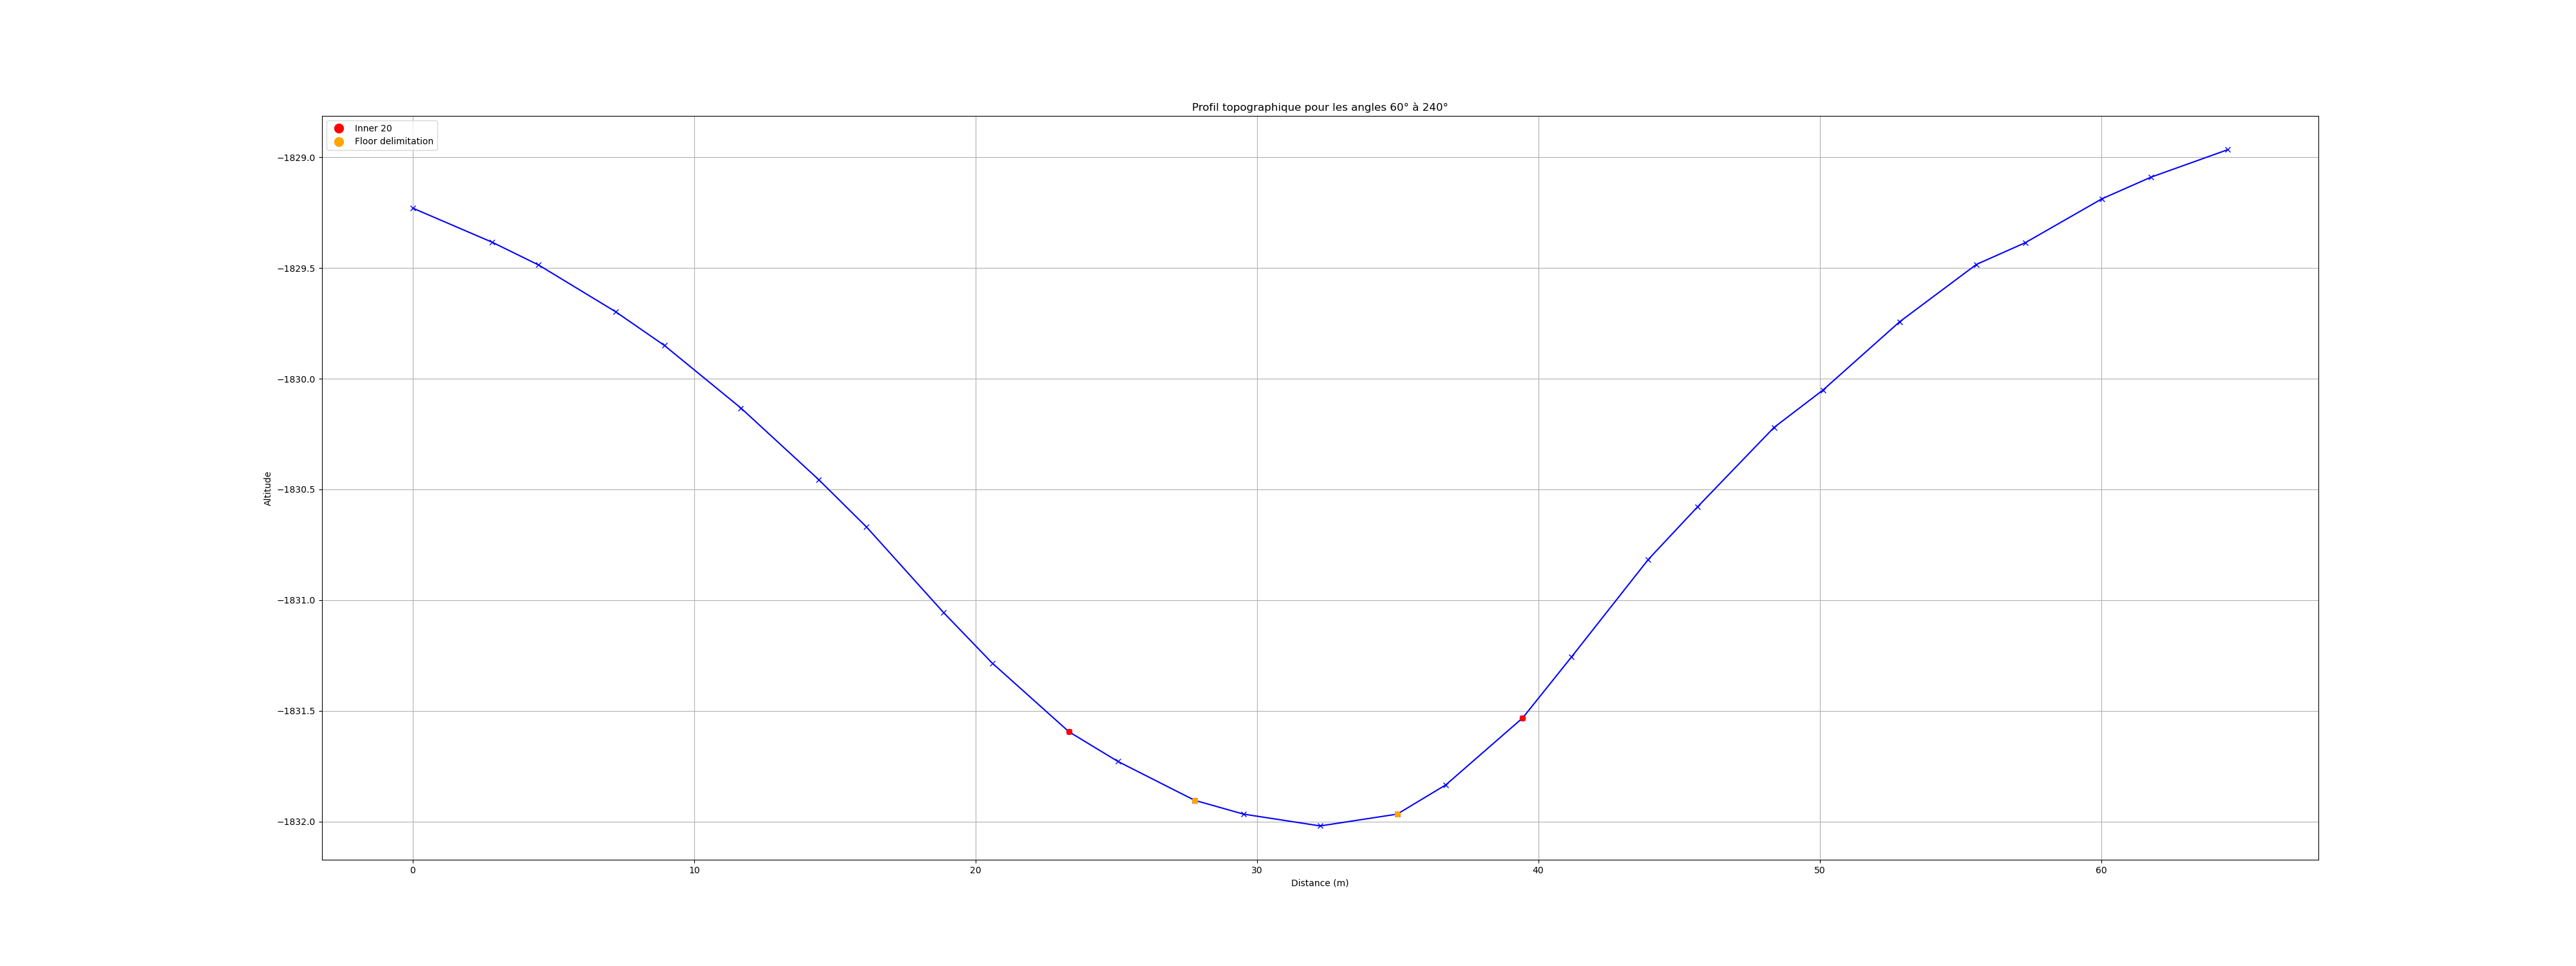 Profil topographique pour les angles 60° à 240°
Inner 20
Floor delimitation
−1829.0
−1829.5
−1830.0
−1830.5
−1831.0
−1831.5
−1832.0
Altitude
0 10 20 30 40 50 60
Distance (m)